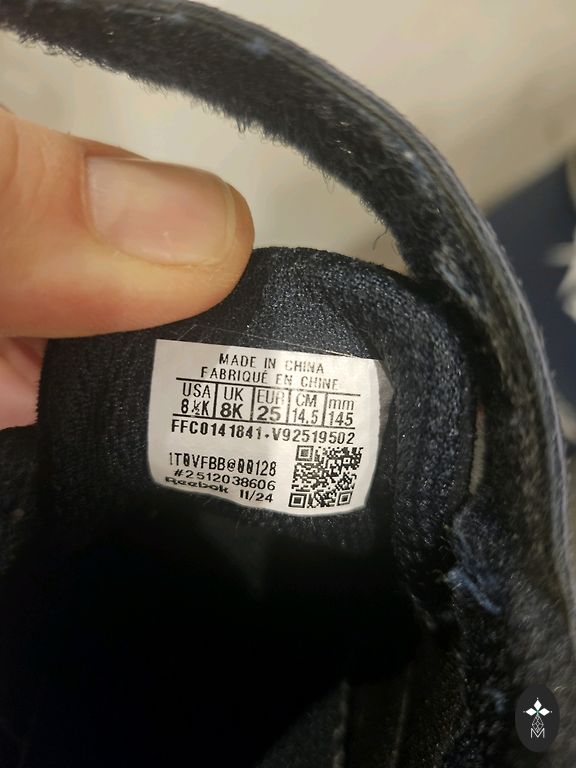 MADE IN CHINA
FABRIQUÉ EN CHINE
USA UK EUR CM mm
8½K 8K 25 14.5 145
FFC0141841-V92519502
1T0VFBB@00128
#2512038606
Reebok 11/24
M